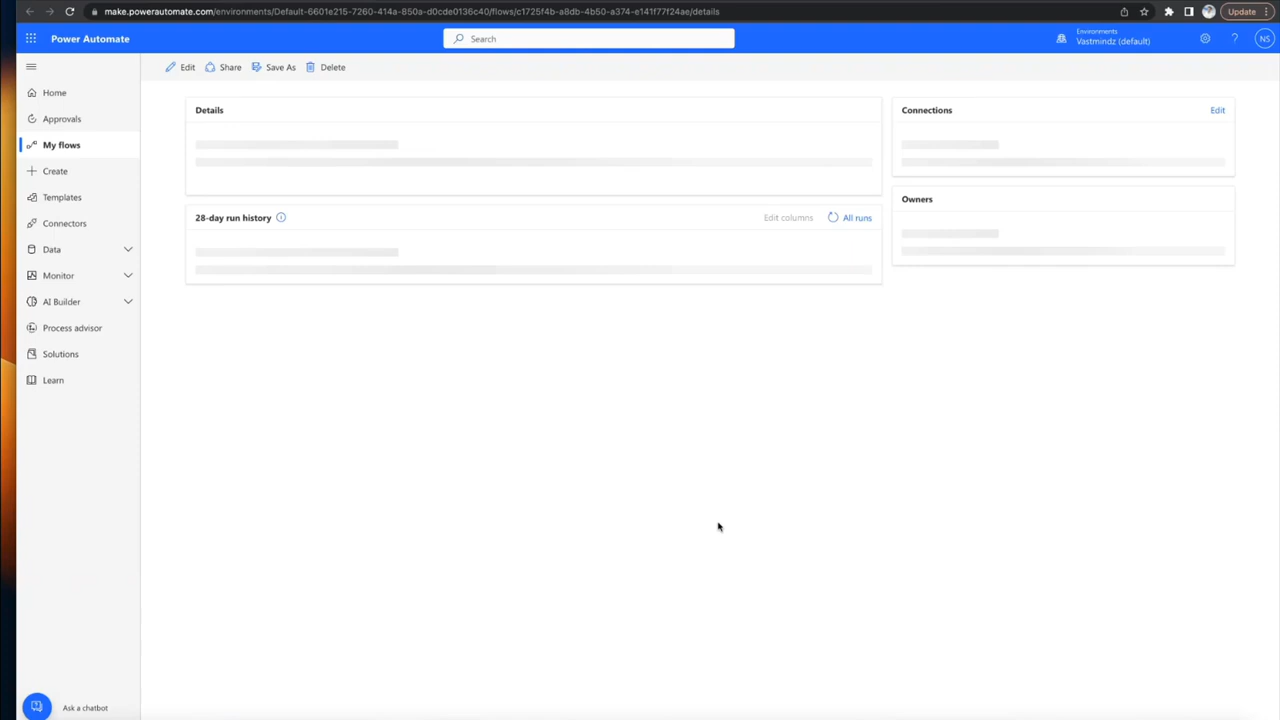 make.powerautomate.com/environments/Default-6601e215-7260-414a-850a-d0cde0136c40/flows/c1725f4b-a8db-4b50-a374-e141f77f24ae/details
Update
Power Automate
Search
Environments
Vastmindz (default)
NS
Edit
Share
Save As
Delete
Home
Approvals
My flows
Create
Templates
Connectors
Data
Monitor
AI Builder
Process advisor
Solutions
Learn
Details
28-day run history
Edit columns
All runs
Connections
Edit
Owners
Ask a chatbot